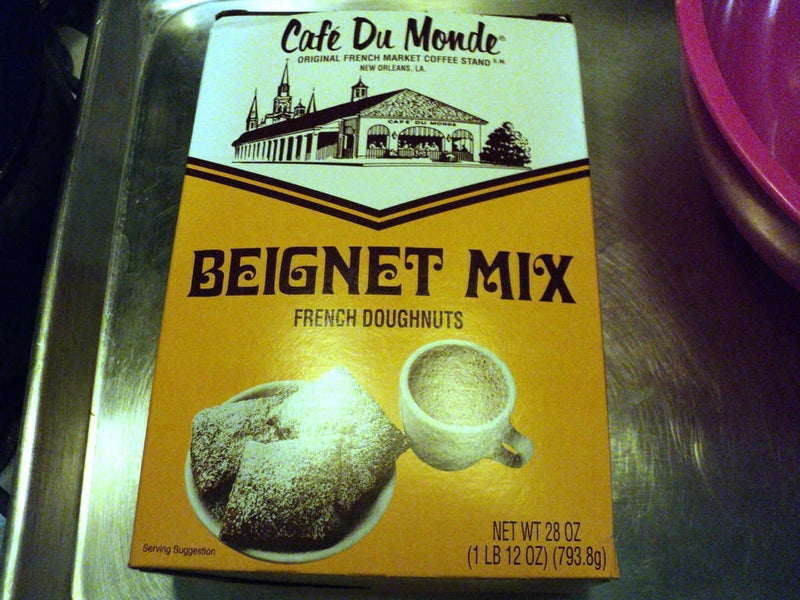 Café Du Monde®
ORIGINAL FRENCH MARKET COFFEE STAND S.M.
NEW ORLEANS, LA.
CAFE DU MONDE
BEIGNET MIX
FRENCH DOUGHNUTS
Serving Suggestion
NET WT 28 OZ
(1 LB 12 OZ) (793.8g)